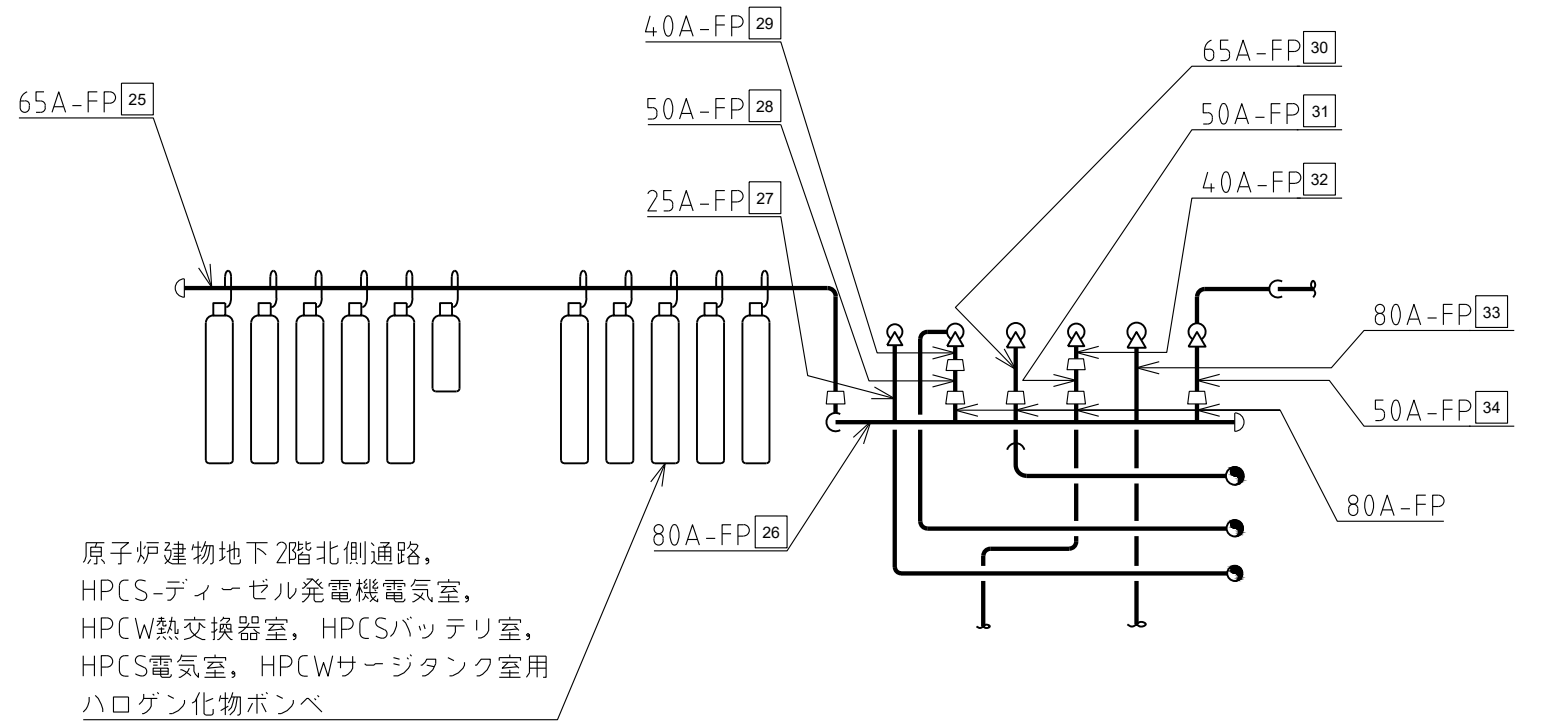 40A-FP 29
65A-FP 30
65A-FP 25
50A-FP 28
50A-FP 31
25A-FP 27
40A-FP 32
80A-FP 33
50A-FP 34
80A-FP
80A-FP 26
原子炉建物地下2階北側通路,
HPCS-ディーゼル発電機電気室,
HPCW熱交換器室, HPCSバッテリ室,
HPCS電気室, HPCWサージタンク室用
ハロゲン化物ボンベ